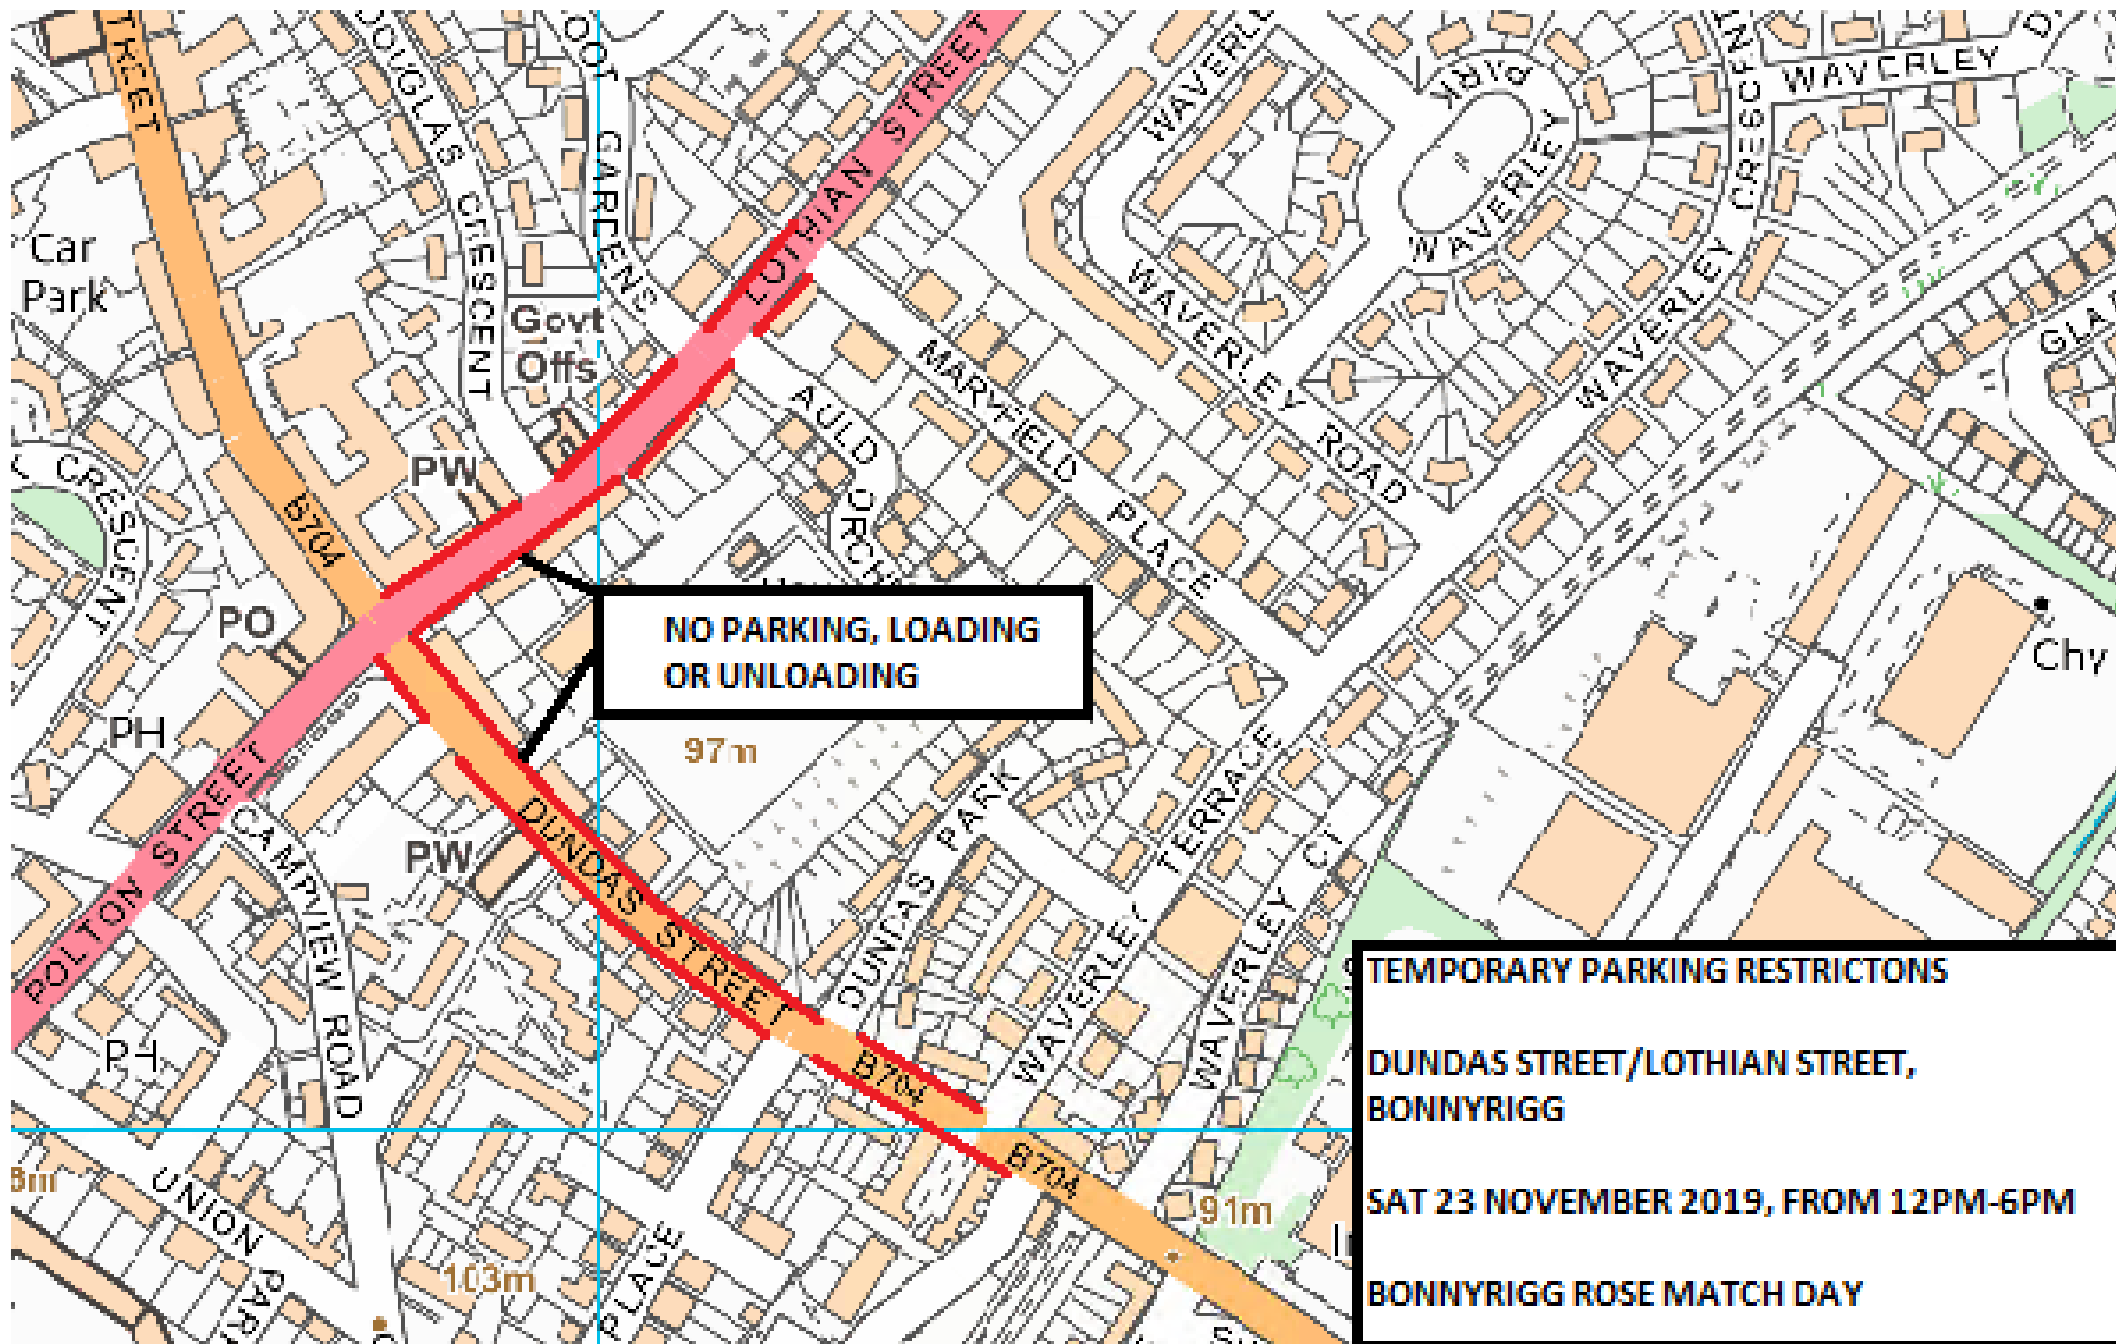 TREET
DOUGLAS CRESCENT
GARDENS
LOTHIAN STREET
WAVERLEY
PARK
WAVERLEY
CRESCENT
WAVERLEY
WAVERLEY
Car
Park
Govt
Offs
WAVERLEY ROAD
WAVERLEY
MARYFIELD PLACE
AULD
CRESCENT
PW
B704
PO
NO PARKING, LOADING
OR UNLOADING
Chy
PH
97m
POLTON STREET
CAMPVIEW ROAD
PW
DUNDAS STREET
DUNDAS PARK
WAVERLEY TERRACE
WAVERLEY CT
PH
B704
B704
91m
UNION PARK
103m
PLACE
TEMPORARY PARKING RESTRICTONS
DUNDAS STREET/LOTHIAN STREET,
BONNYRIGG
SAT 23 NOVEMBER 2019, FROM 12PM-6PM
BONNYRIGG ROSE MATCH DAY